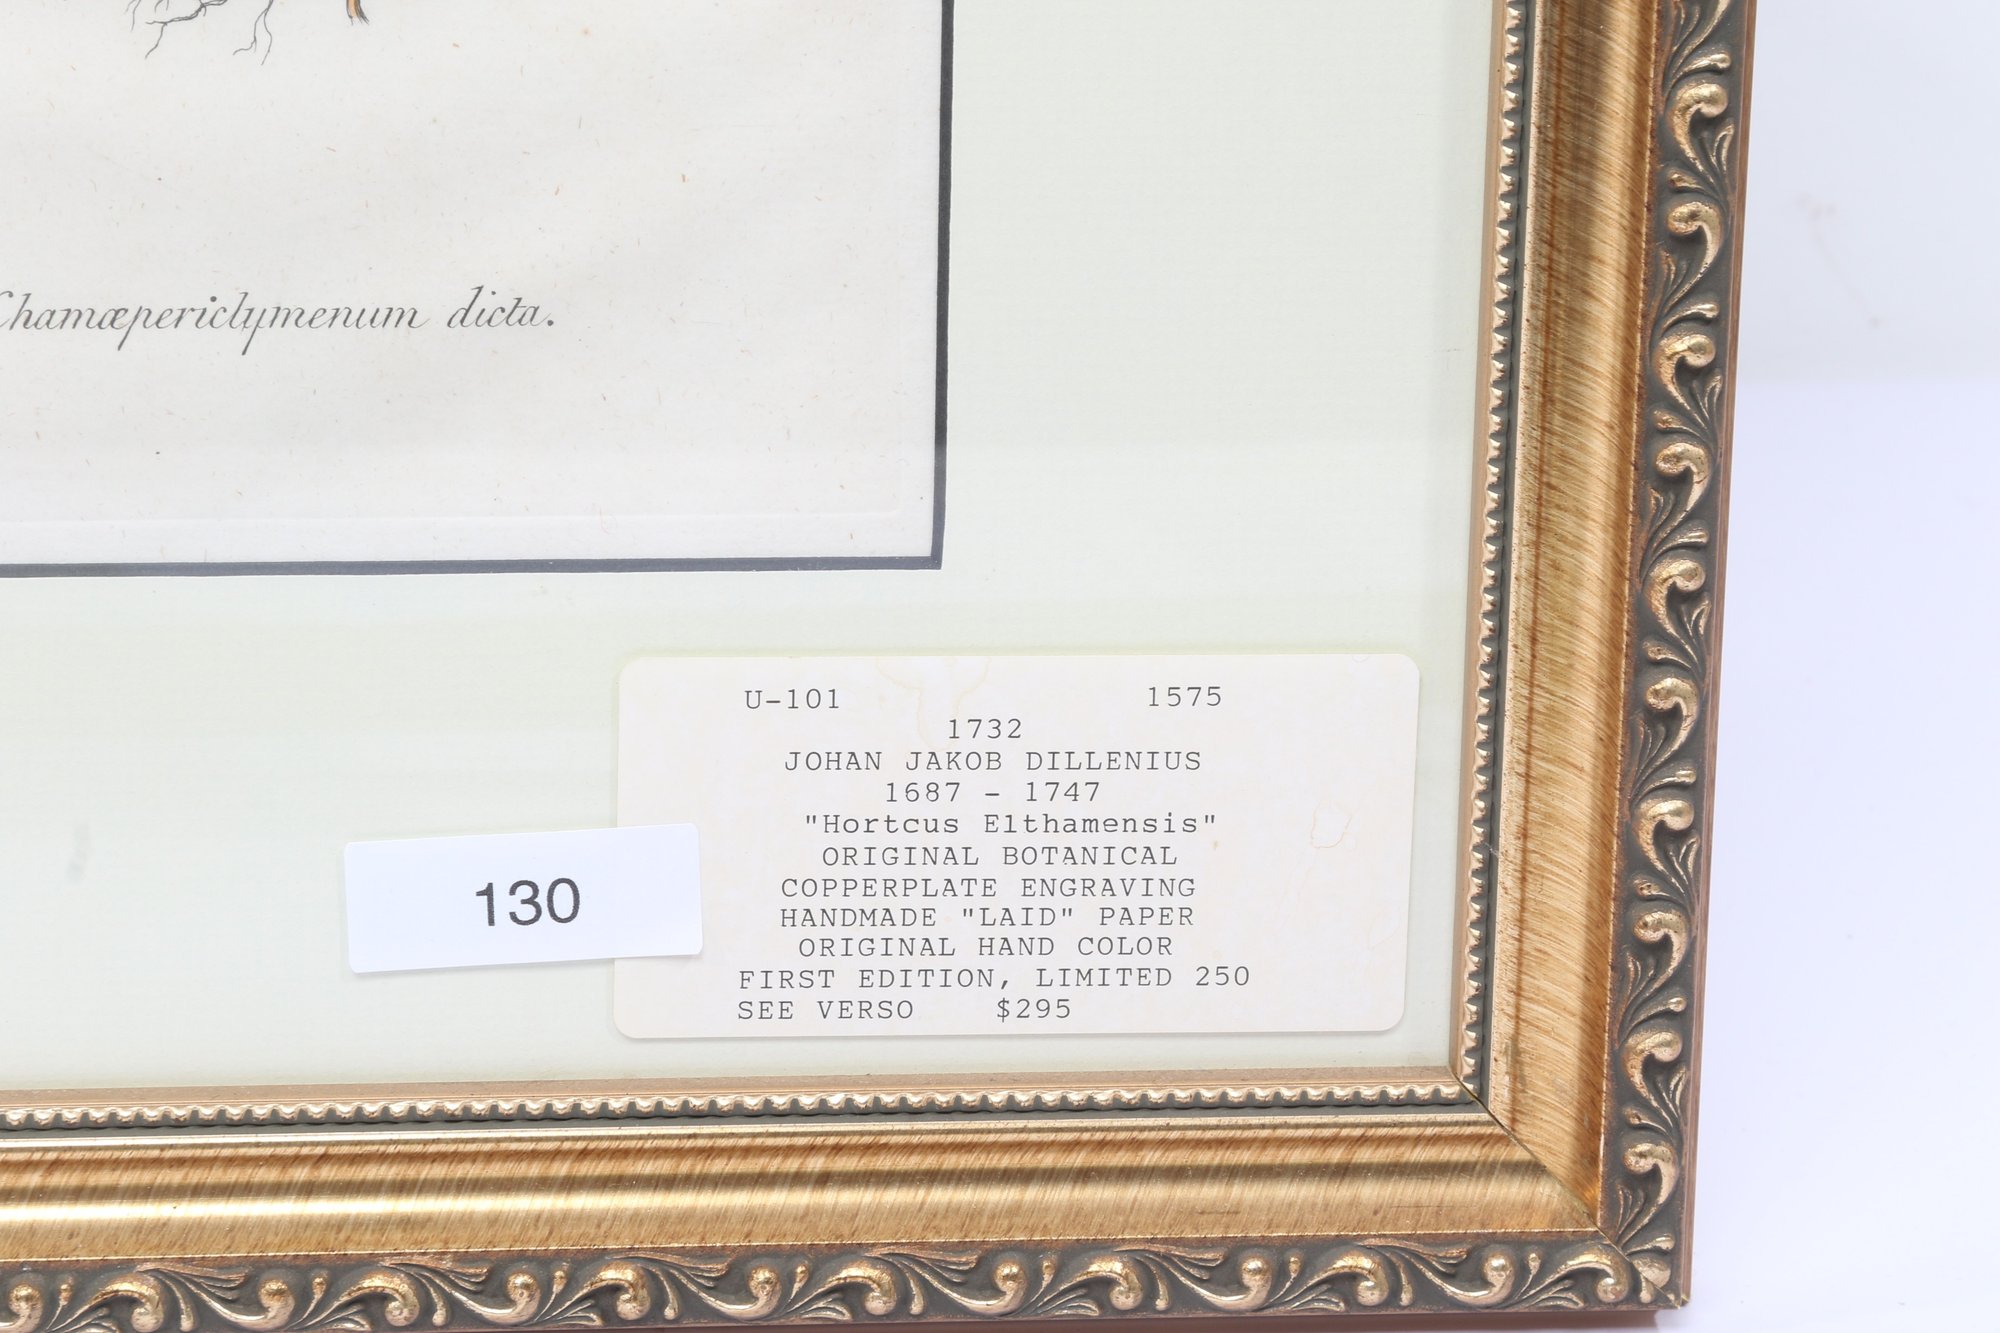 Chamæpericlymenum dicta.
U-101 1575
1732
JOHAN JAKOB DILLENIUS
1687 - 1747
"Hortcus Elthamensis"
ORIGINAL BOTANICAL
COPPERPLATE ENGRAVING
HANDMADE "LAID" PAPER
ORIGINAL HAND COLOR
FIRST EDITION, LIMITED 250
SEE VERSO $295
130